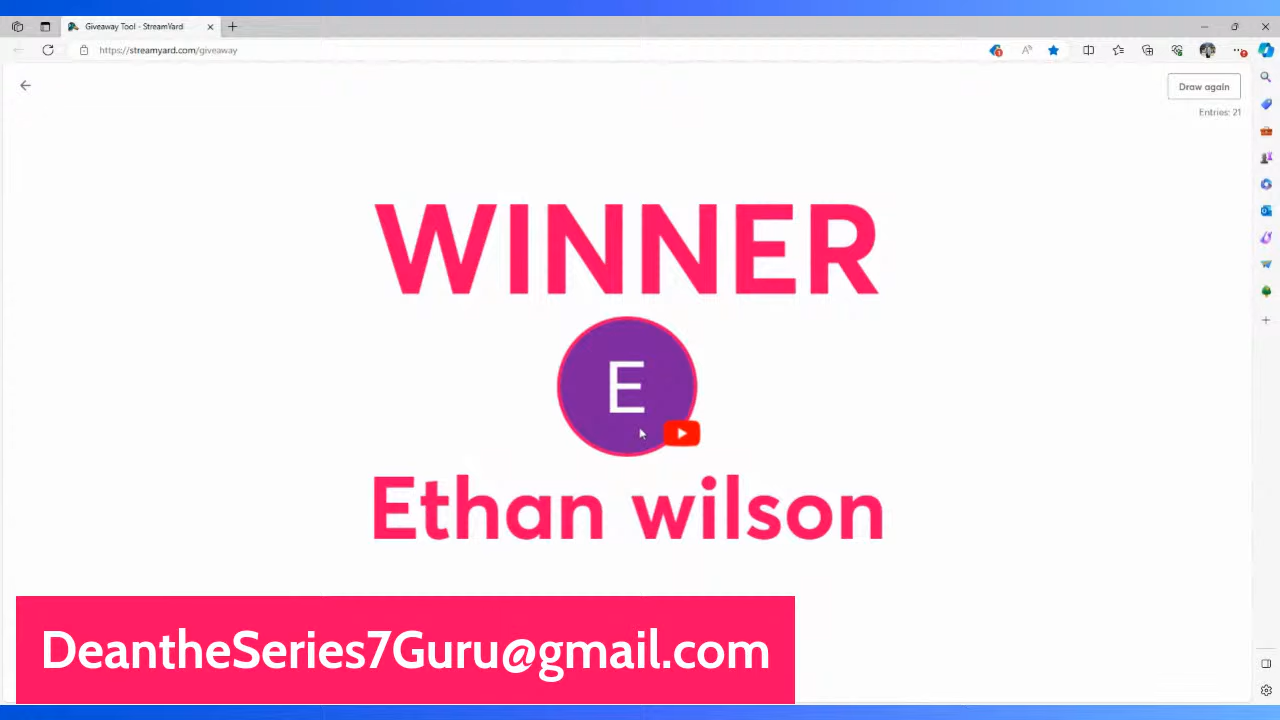 Giveaway Tool - StreamYard
https://streamyard.com/giveaway
Draw again
Entries: 21
WINNER
E
Ethan wilson
DeantheSeries7Guru@gmail.com